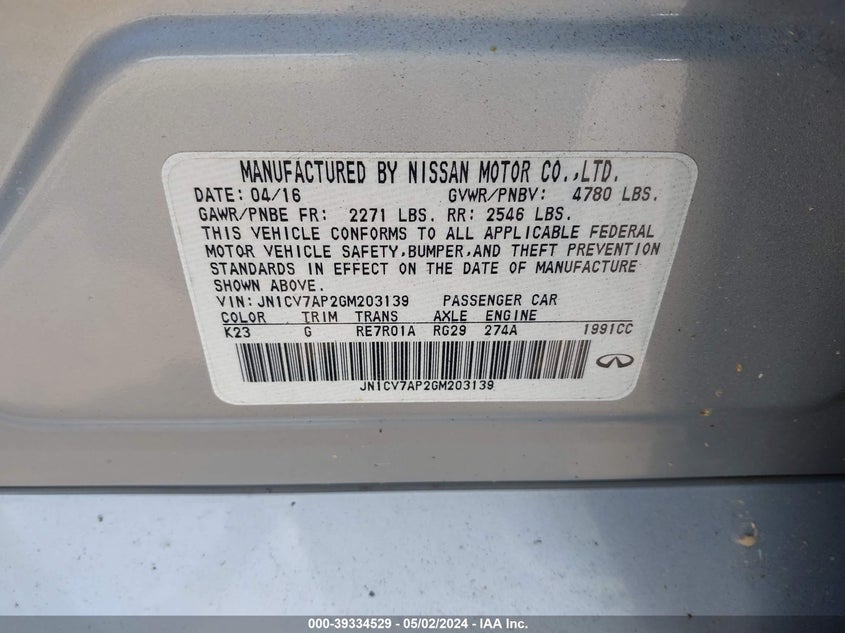 MANUFACTURED BY NISSAN MOTOR CO.,LTD.
DATE: 04/16 GVWR/PNBV: 4780 LBS.
GAWR/PNBE FR: 2271 LBS. RR: 2546 LBS.
THIS VEHICLE CONFORMS TO ALL APPLICABLE FEDERAL
MOTOR VEHICLE SAFETY,BUMPER,AND THEFT PREVENTION
STANDARDS IN EFFECT ON THE DATE OF MANUFACTURE
SHOWN ABOVE.
VIN: JN1CV7AP2GM203139 PASSENGER CAR
COLOR TRIM TRANS AXLE ENGINE
K23 G RE7R01A RG29 274A 1991CC
JN1CV7AP2GM203139
000-39334529 - 05/02/2024 - IAA Inc.